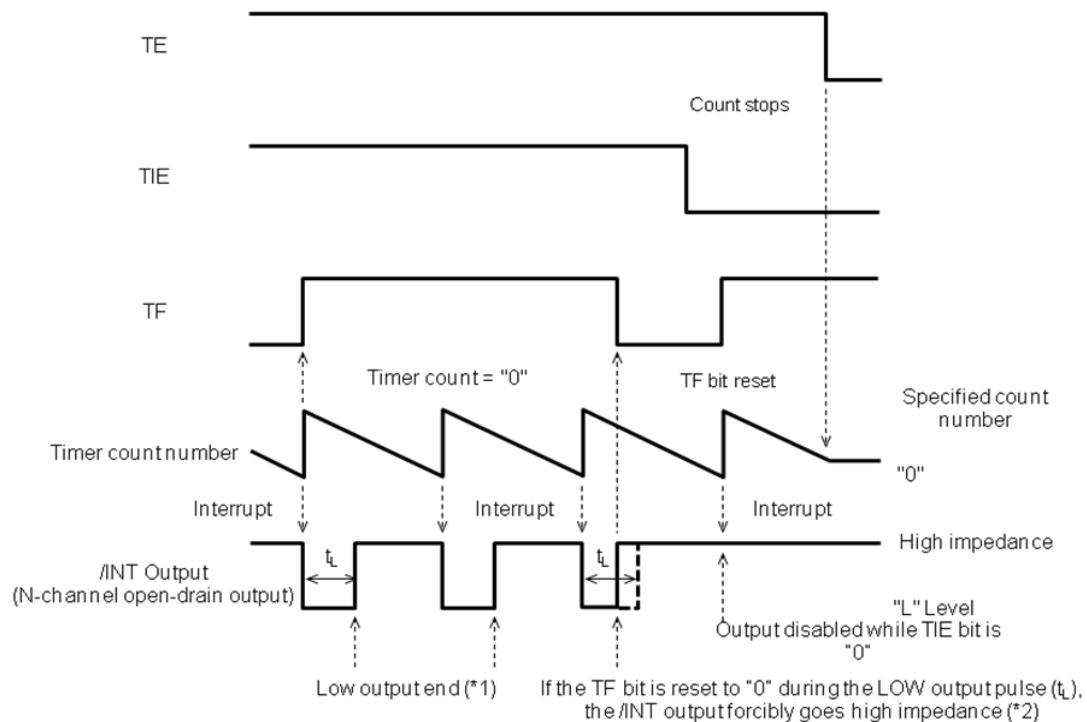 TE
Count stops
TIE
TF
Timer count = "0"
TF bit reset
Specified count
number
Timer count number
"0"
Interrupt
Interrupt
Interrupt
High impedance
tL
tL
/INT Output
(N-channel open-drain output)
"L" Level
Output disabled while TIE bit is
"0"
Low output end (*1)
If the TF bit is reset to "0" during the LOW output pulse (tL),
the /INT output forcibly goes high impedance (*2)